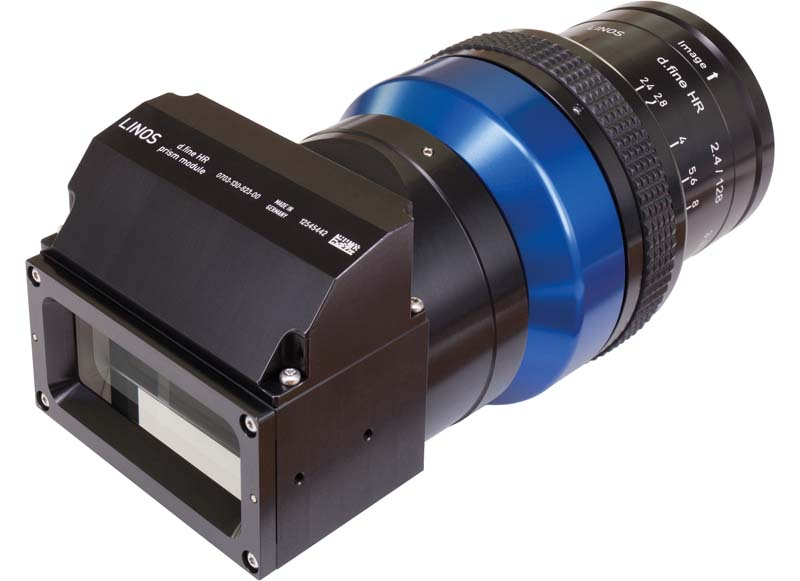 LINOS
d.fine HR
prism module
0703-130-823-00
MADE IN
GERMANY
12545442
LINOS
Image ↑
d.fine HR
2.4 / 128
2.4 2.8 4 5.6 8